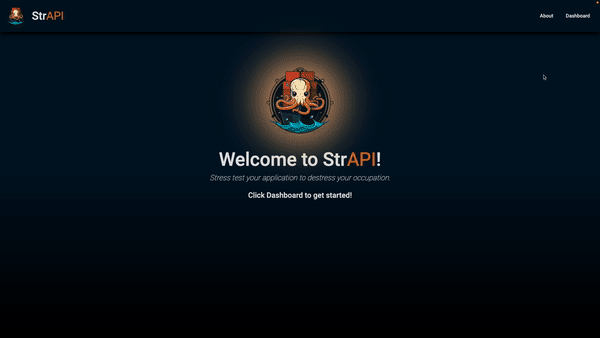 StrAPI
About
Dashboard
Welcome to StrAPI!
Stress test your application to destress your occupation.
Click Dashboard to get started!